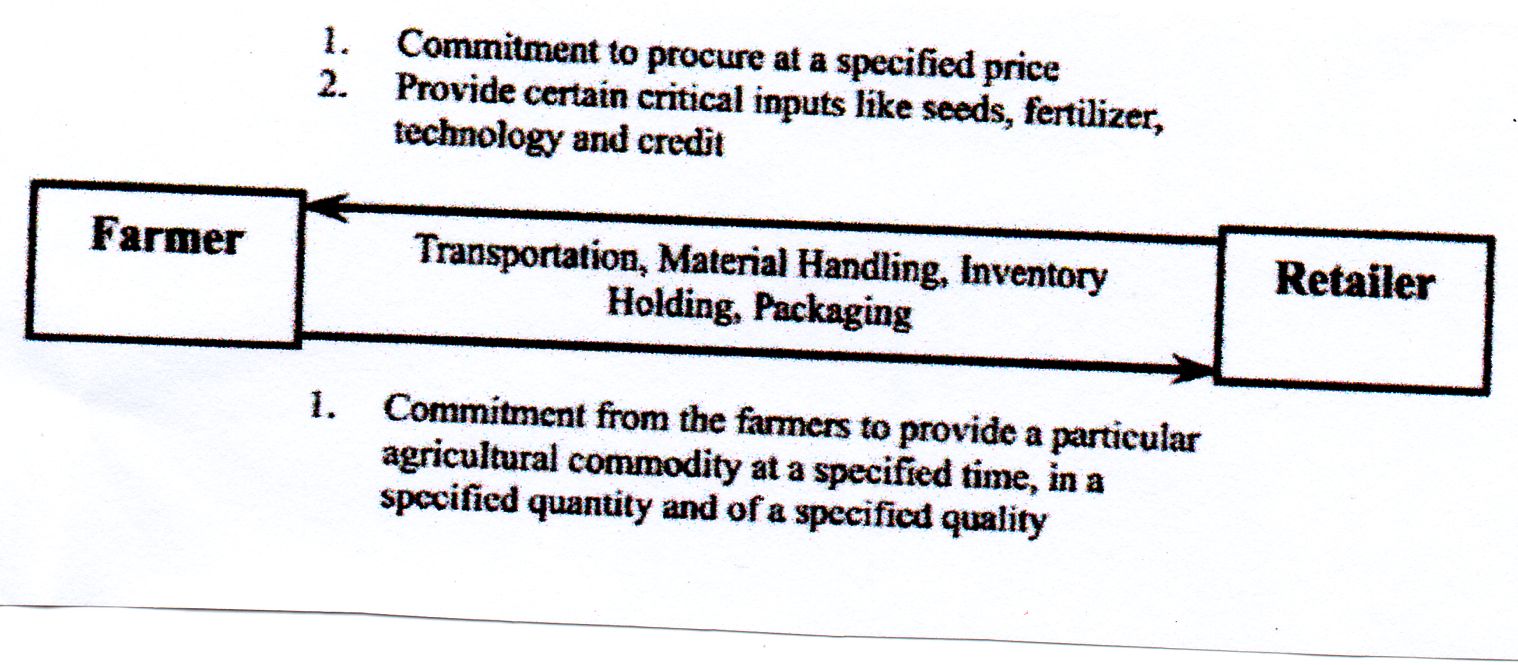 1. Commitment to procure at a specified price
2. Provide certain critical inputs like seeds, fertilizer,
technology and credit
Farmer
Transportation, Material Handling, Inventory
Holding, Packaging
Retailer
1. Commitment from the farmers to provide a particular
agricultural commodity at a specified time, in a
specified quantity and of a specified quality